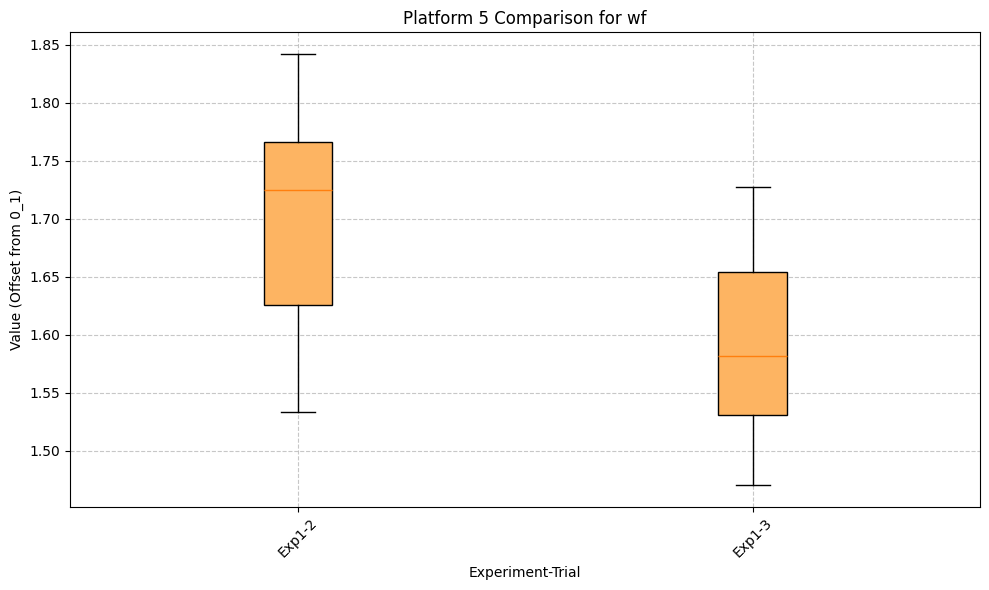 Platform 5 Comparison for wf
Value (Offset from 0_1)
1.85
1.80
1.75
1.70
1.65
1.60
1.55
1.50
Exp1-2
Exp1-3
Experiment-Trial